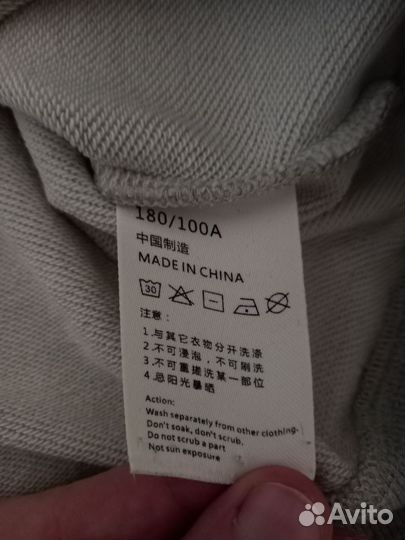 180/100A
中国制造
MADE IN CHINA
30
注意：
1.与其它衣物分开洗涤
2.不可浸泡，不可刷洗
3.不可重搓洗某一部位
4.忌阳光暴晒
Action:
Wash separately from other clothing.
Don't soak, don't scrub.
Do not scrub a part
Not sun exposure
Avito